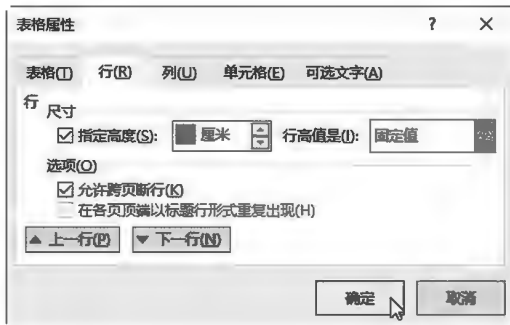 表格属性 ? ×
表格(T) 行(R) 列(U) 单元格(E) 可选文字(A)
行
尺寸
指定高度(S): 厘米 行高值是(I): 固定值
选项(O)
允许跨页断行(K)
在各页顶端以标题行形式重复出现(H)
▲ 上一行(P) ▼ 下一行(N)
确定 取消